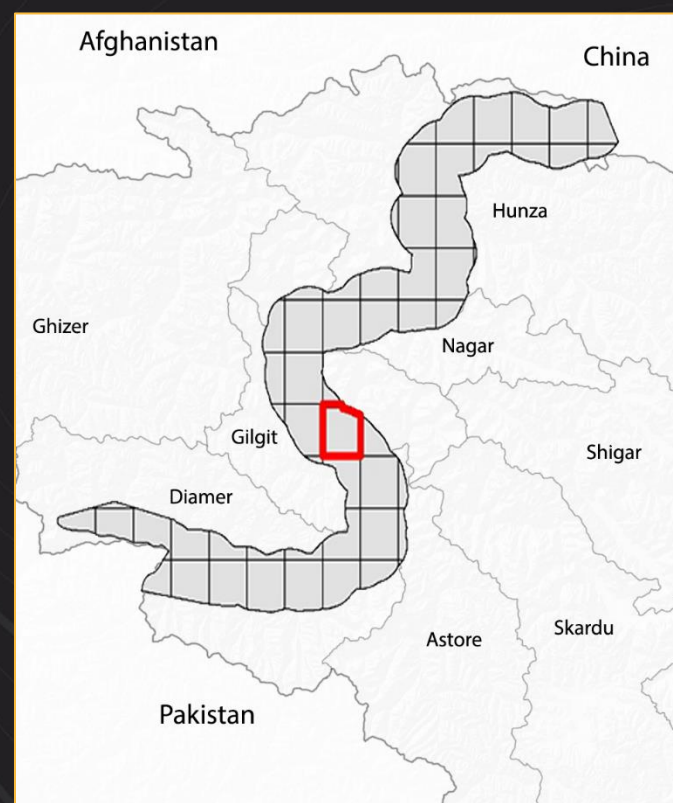 Afghanistan
China
Hunza
Ghizer
Nagar
Gilgit
Shigar
Diamer
Skardu
Astore
Pakistan